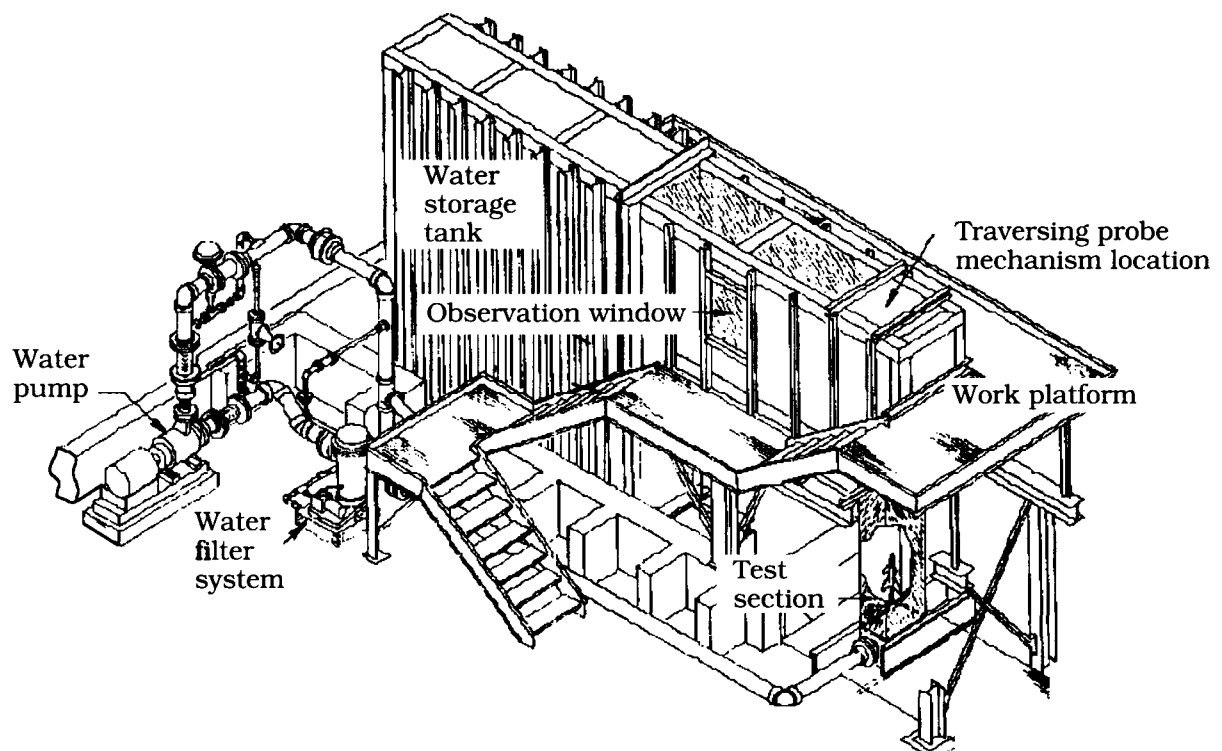 Water
storage
tank
Traversing probe
mechanism location
Observation window
Water
pump
Work platform
Water
filter
system
Test
section